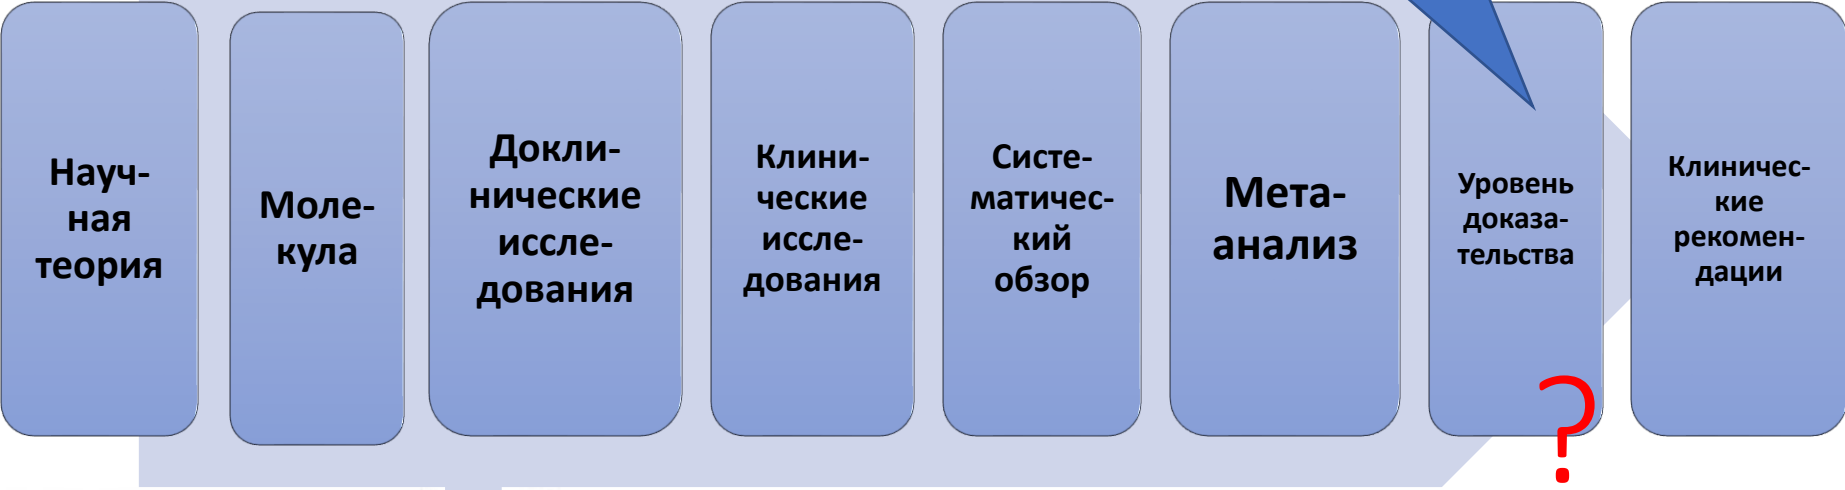 Науч-
ная
теория
Моле-
кула
Докли-
нические
иссле-
дования
Клини-
ческие
иссле-
дования
Систе-
матичес-
кий
обзор
Мета-
анализ
Уровень
доказа-
тельства
?
Клиничес-
кие
рекомен-
дации